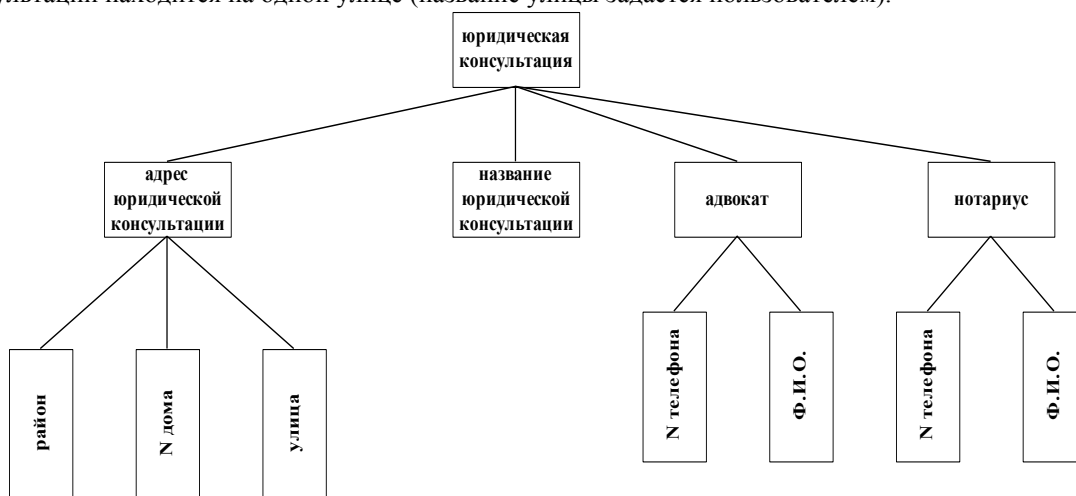 находится на одной улице (название улицы задается пользователем).
юридическая
консультация
адрес
юридической
консультации
название
юридической
консультации
адвокат
нотариус
район
N дома
улица
N телефона
Ф.И.О.
N телефона
Ф.И.О.